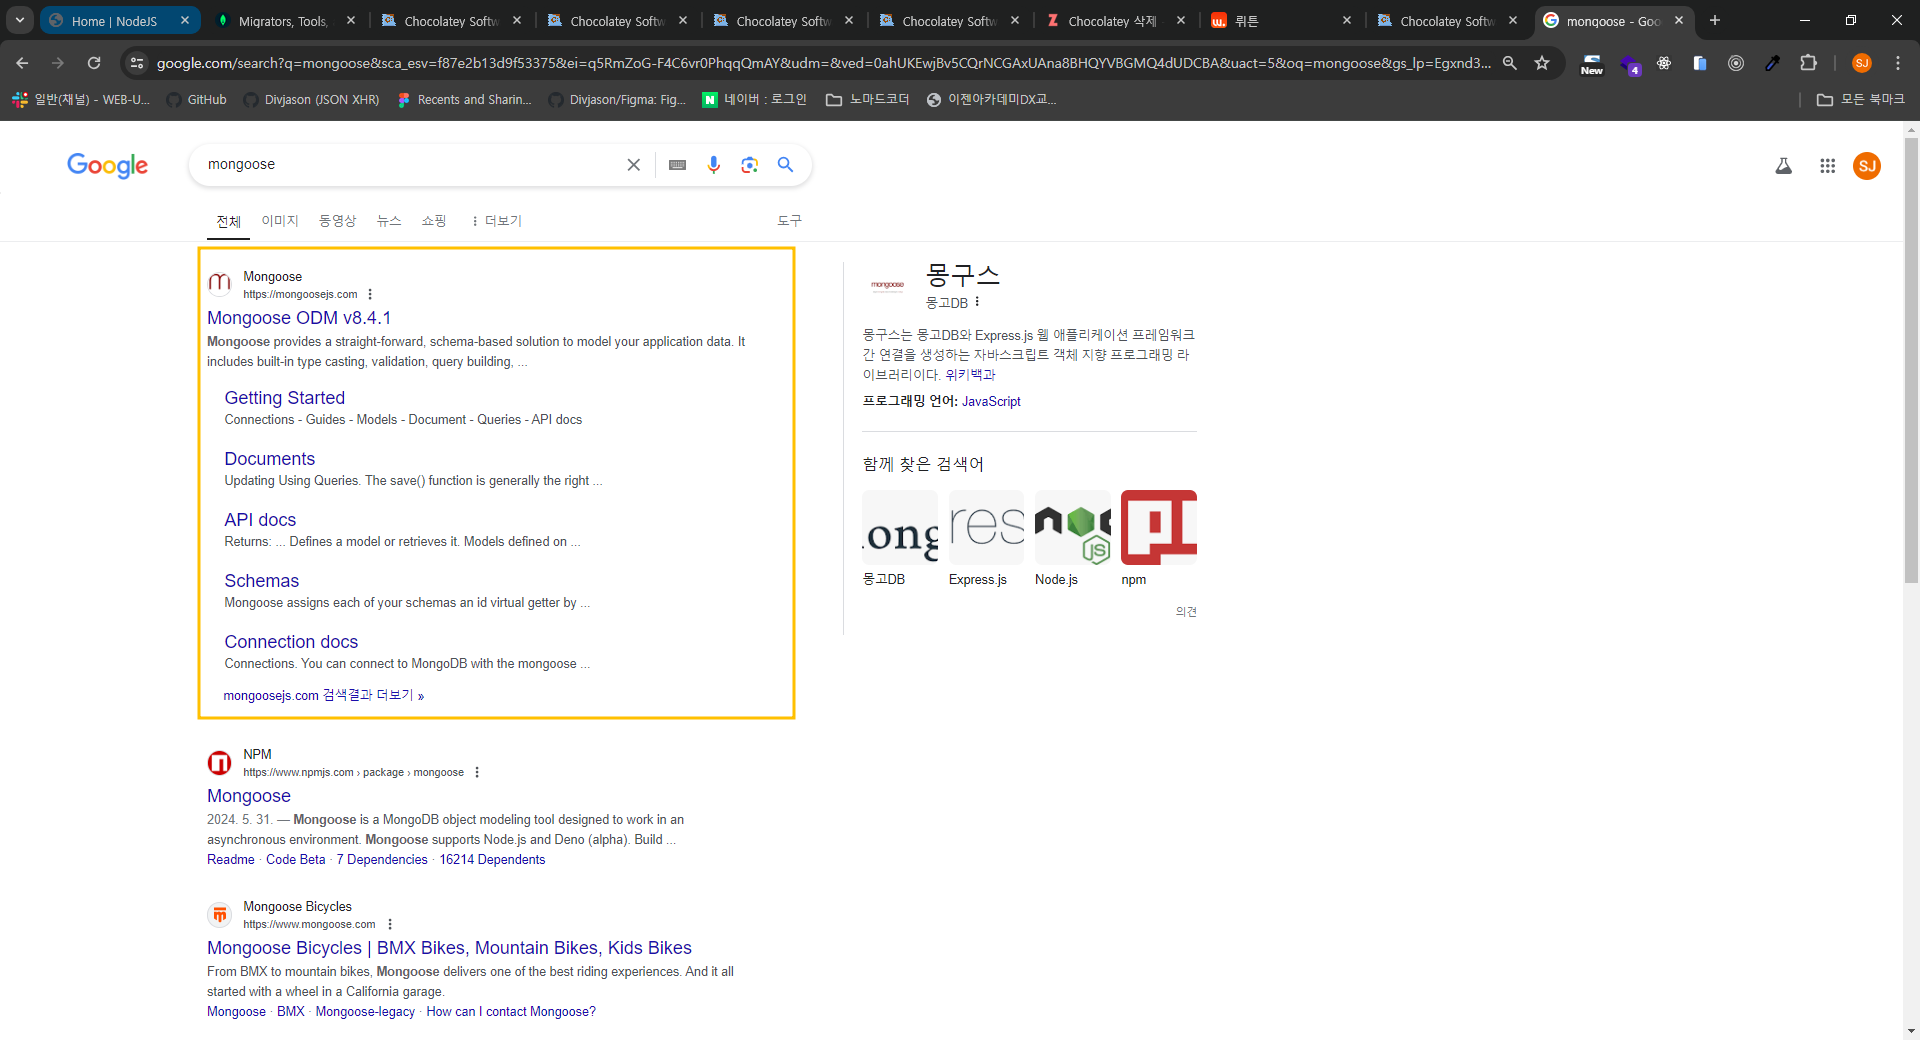 Home | NodeJS
Migrators, Tools,
Chocolatey Softw
Chocolatey Softw
Chocolatey Softw
Chocolatey Softw
Chocolatey 삭제
뤼튼
Chocolatey Softw
mongoose - Goo
google.com/search?q=mongoose&sca_esv=f87e2b13d9f53375&ei=q5RmZoG-F4C6vr0PhqqQmAY&udm=&ved=0ahUKEwjBv5CQrNCGAxUAna8BHQYVBGMQ4dUDCBA&uact=5&oq=mongoose&gs_lp=Egxnd3...
New
4
SJ
일반(채널) - WEB-U...
GitHub
Divjason (JSON XHR)
Recents and Sharin...
Divjason/Figma: Fig...
네이버 : 로그인
노마드코더
이젠아카데미DX교...
모든 북마크
Google
mongoose
SJ
전체
이미지
동영상
뉴스
쇼핑
더보기
도구
Mongoose
https://mongoosejs.com
Mongoose ODM v8.4.1
Mongoose provides a straight-forward, schema-based solution to model your application data. It
includes built-in type casting, validation, query building, ...
Getting Started
Connections - Guides - Models - Document - Queries - API docs
Documents
Updating Using Queries. The save() function is generally the right ...
API docs
Returns: ... Defines a model or retrieves it. Models defined on ...
Schemas
Mongoose assigns each of your schemas an id virtual getter by ...
Connection docs
Connections. You can connect to MongoDB with the mongoose ...
mongoosejs.com 검색결과 더보기 »
NPM
https://www.npmjs.com › package › mongoose
Mongoose
2024. 5. 31. — Mongoose is a MongoDB object modeling tool designed to work in an
asynchronous environment. Mongoose supports Node.js and Deno (alpha). Build ...
Readme · Code Beta · 7 Dependencies · 16214 Dependents
Mongoose Bicycles
https://www.mongoose.com
Mongoose Bicycles | BMX Bikes, Mountain Bikes, Kids Bikes
From BMX to mountain bikes, Mongoose delivers one of the best riding experiences. And it all
started with a wheel in a California garage.
Mongoose · BMX · Mongoose-legacy · How can I contact Mongoose?
mongoose
몽구스
몽고DB
몽구스는 몽고DB와 Express.js 웹 애플리케이션 프레임워크
간 연결을 생성하는 자바스크립트 객체 지향 프로그래밍 라
이브러리이다. 위키백과
프로그래밍 언어: JavaScript
함께 찾은 검색어
몽고DB
Express.js
Node.js
npm
의견